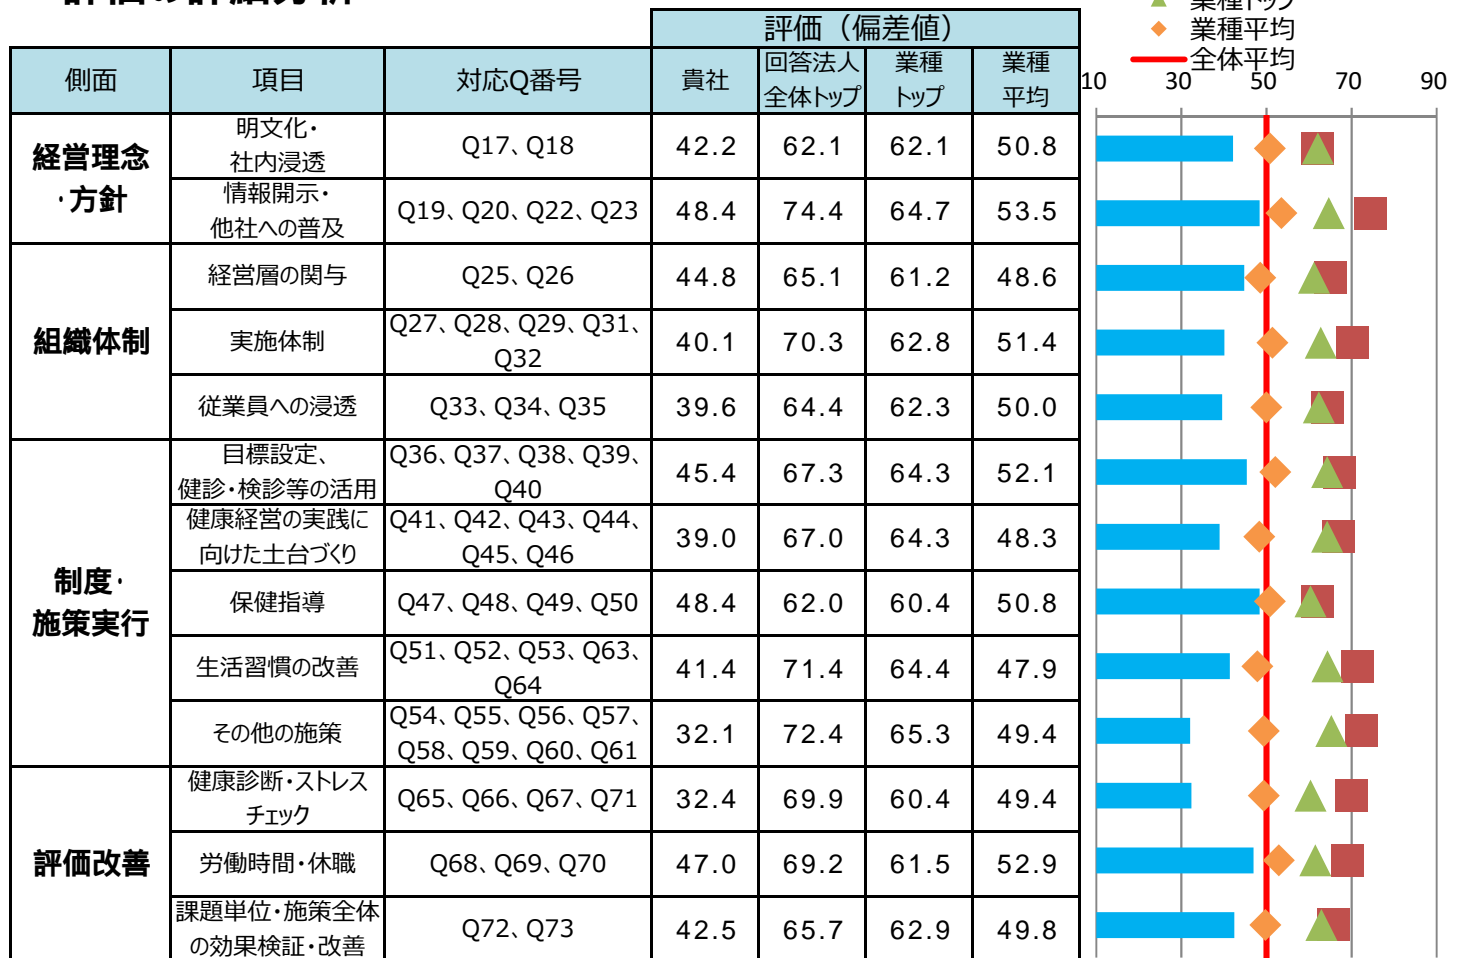 評価の詳細分析
業種トップ
業種平均
全体平均
評価（偏差値）
側面 項目 対応Q番号 貴社 回答法人 全体トップ 業種 トップ 業種 平均
10 30 50 70 90
経営理念
・方針
明文化・
社内浸透
Q17、Q18 42.2 62.1 62.1 50.8
情報開示・
他社への普及
Q19、Q20、Q22、Q23 48.4 74.4 64.7 53.5
組織体制
経営層の関与 Q25、Q26 44.8 65.1 61.2 48.6
実施体制
Q27、Q28、Q29、Q31、
Q32
40.1 70.3 62.8 51.4
従業員への浸透 Q33、Q34、Q35 39.6 64.4 62.3 50.0
制度・
施策実行
目標設定、
健診・検診等の活用
Q36、Q37、Q38、Q39、
Q40
45.4 67.3 64.3 52.1
健康経営の実践に
向けた土台づくり
Q41、Q42、Q43、Q44、
Q45、Q46
39.0 67.0 64.3 48.3
保健指導 Q47、Q48、Q49、Q50 48.4 62.0 60.4 50.8
生活習慣の改善
Q51、Q52、Q53、Q63、
Q64
41.4 71.4 64.4 47.9
その他の施策
Q54、Q55、Q56、Q57、
Q58、Q59、Q60、Q61
32.1 72.4 65.3 49.4
評価改善
健康診断・ストレス
チェック
Q65、Q66、Q67、Q71 32.4 69.9 60.4 49.4
労働時間・休職 Q68、Q69、Q70 47.0 69.2 61.5 52.9
課題単位・施策全体
の効果検証・改善
Q72、Q73 42.5 65.7 62.9 49.8